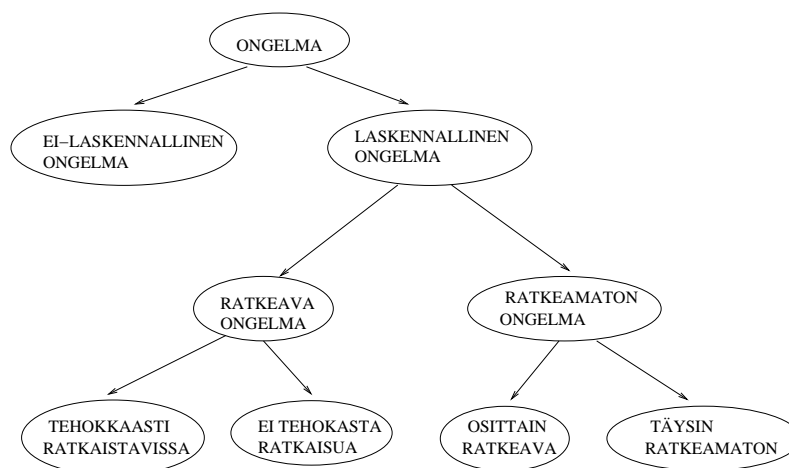 ONGELMA
EI–LASKENNALLINEN
ONGELMA
LASKENNALLINEN
ONGELMA
RATKEAVA
ONGELMA
RATKEAMATON
ONGELMA
TEHOKKAASTI
RATKAISTAVISSA
EI TEHOKASTA
RATKAISUA
OSITTAIN
RATKEAVA
TÄYSIN
RATKEAMATON